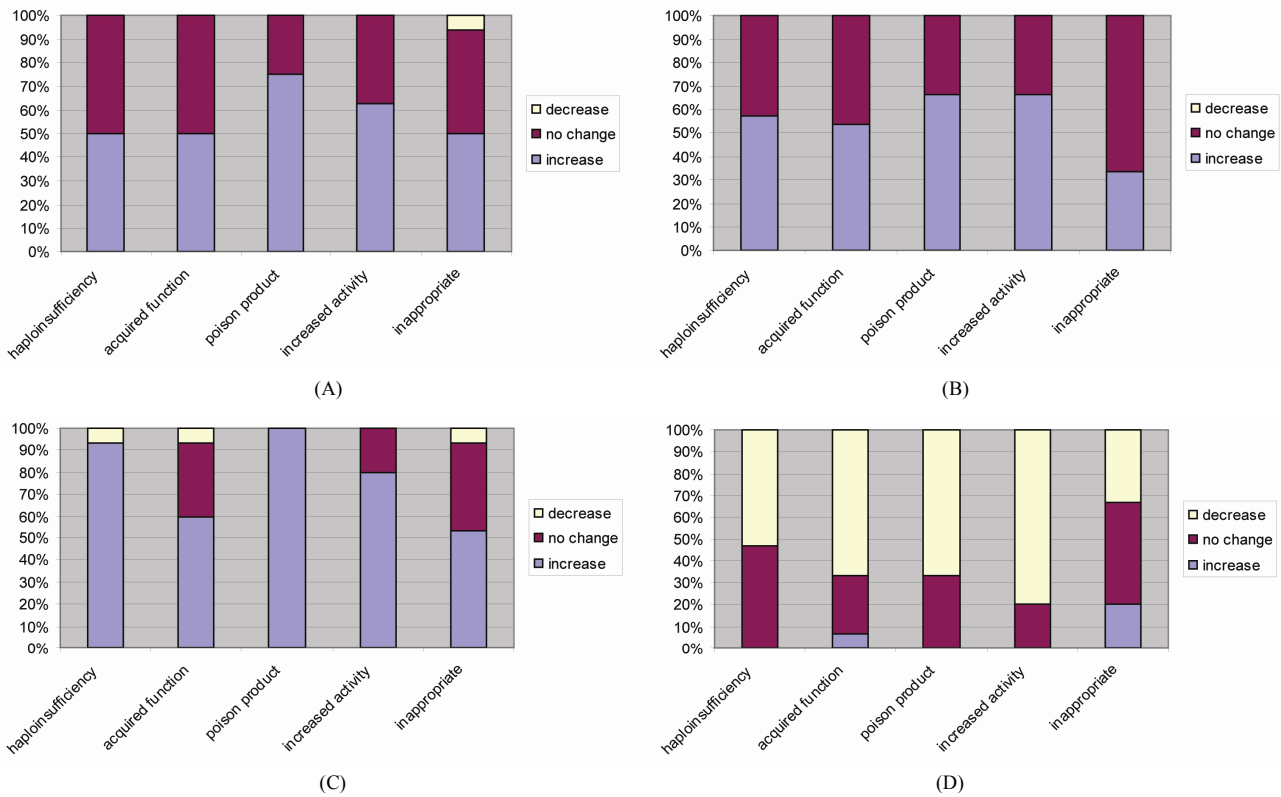 100%
90%
80%
70%
60%
50%
40%
30%
20%
10%
0%
haploinsufficiency
acquired function
poison product
increased activity
inappropriate
decrease
no change
increase
(A)
100%
90%
80%
70%
60%
50%
40%
30%
20%
10%
0%
haploinsufficiency
acquired function
poison product
increased activity
inappropriate
decrease
no change
increase
(B)
100%
90%
80%
70%
60%
50%
40%
30%
20%
10%
0%
haploinsufficiency
acquired function
poison product
increased activity
inappropriate
decrease
no change
increase
(C)
100%
90%
80%
70%
60%
50%
40%
30%
20%
10%
0%
haploinsufficiency
acquired function
poison product
increased activity
inappropriate
decrease
no change
increase
(D)